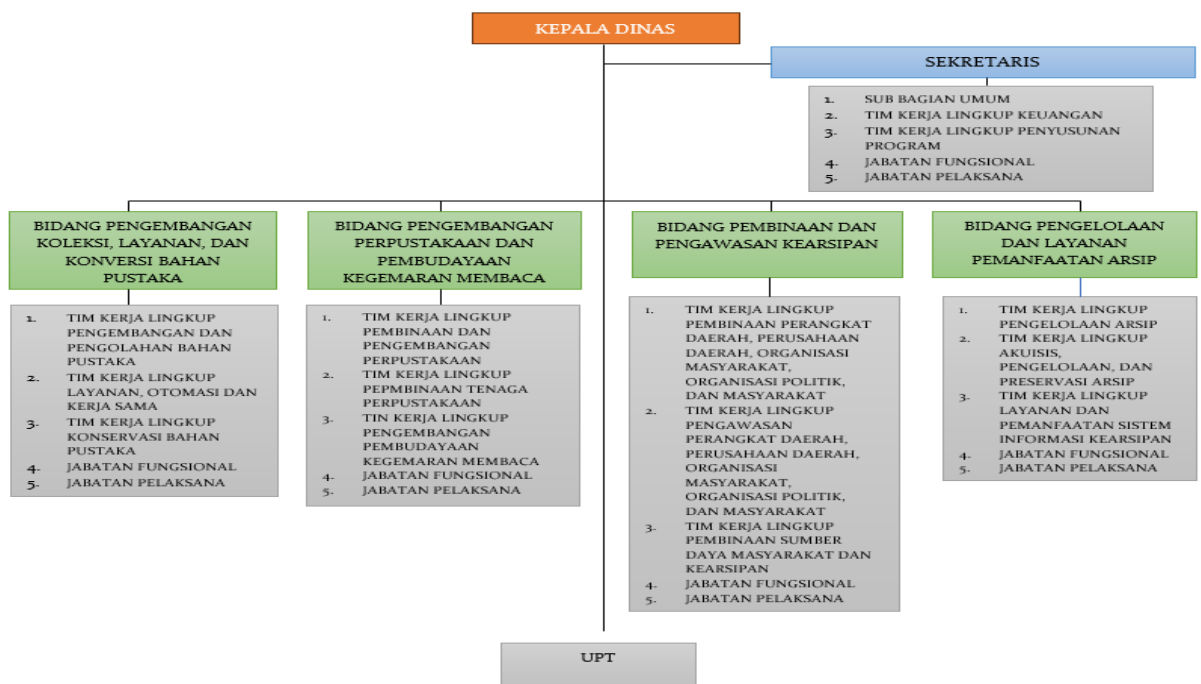 KEPALA DINAS
SEKRETARIS
1. SUB BAGIAN UMUM
2. TIM KERJA LINGKUP KEUANGAN
3. TIM KERJA LINGKUP PENYUSUNAN
PROGRAM
4. JABATAN FUNGSIONAL
5. JABATAN PELAKSANA
BIDANG PENGEMBANGAN
KOLEKSI, LAYANAN, DAN
KONVERSI BAHAN
PUSTAKA
1. TIM KERJA LINGKUP
PENGEMBANGAN DAN
PENGOLAHAN BAHAN
PUSTAKA
2. TIM KERJA LINGKUP
LAYANAN, OTOMASI DAN
KERJA SAMA
3. TIM KERJA LINGKUP
KONSERVASI BAHAN
PUSTAKA
4. JABATAN FUNGSIONAL
5. JABATAN PELAKSANA
BIDANG PENGEMBANGAN
PERPUSTAKAAN DAN
PEMBUDAYAAN
KEGEMARAN MEMBACA
1. TIM KERJA LINGKUP
PEMBINAAN DAN
PENGEMBANGAN
PERPUSTAKAAN
2. TIM KERJA LINGKUP
PEPMBINAAN TENAGA
PERPUSTAKAAN
3. TIN KERJA LINGKUP
PENGEMBANGAN
PEMBUDAYAAN
KEGEMARAN MEMBACA
4. JABATAN FUNGSIONAL
5. JABATAN PELAKSANA
BIDANG PEMBINAAN DAN
PENGAWASAN KEARSIPAN
1. TIM KERJA LINGKUP
PEMBINAAN PERANGKAT
DAERAH, PERUSAHAAN
DAERAH, ORGANISASI
MASYARAKAT,
ORGANISASI POLITIK,
DAN MASYARAKAT
2. TIM KERJA LINGKUP
PENGAWASAN
PERANGKAT DAERAH,
PERUSAHAAN DAERAH,
ORGANISASI
MASYARAKAT,
ORGANISASI POLITIK,
DAN MASYARAKAT
3. TIM KERJA LINGKUP
PEMBINAAN SUMBER
DAYA MASYARAKAT DAN
KEARSIPAN
4. JABATAN FUNGSIONAL
5. JABATAN PELAKSANA
BIDANG PENGELOLAAN
DAN LAYANAN
PEMANFAATAN ARSIP
1. TIM KERJA LINGKUP
PENGELOLAAN ARSIP
2. TIM KERJA LINGKUP
AKUISIS,
PENGELOLAAN, DAN
PRESERVASI ARSIP
3. TIM KERJA LINGKUP
LAYANAN DAN
PEMANFAATAN SISTEM
INFORMASI KEARSIPAN
4. JABATAN FUNGSIONAL
5. JABATAN PELAKSANA
UPT